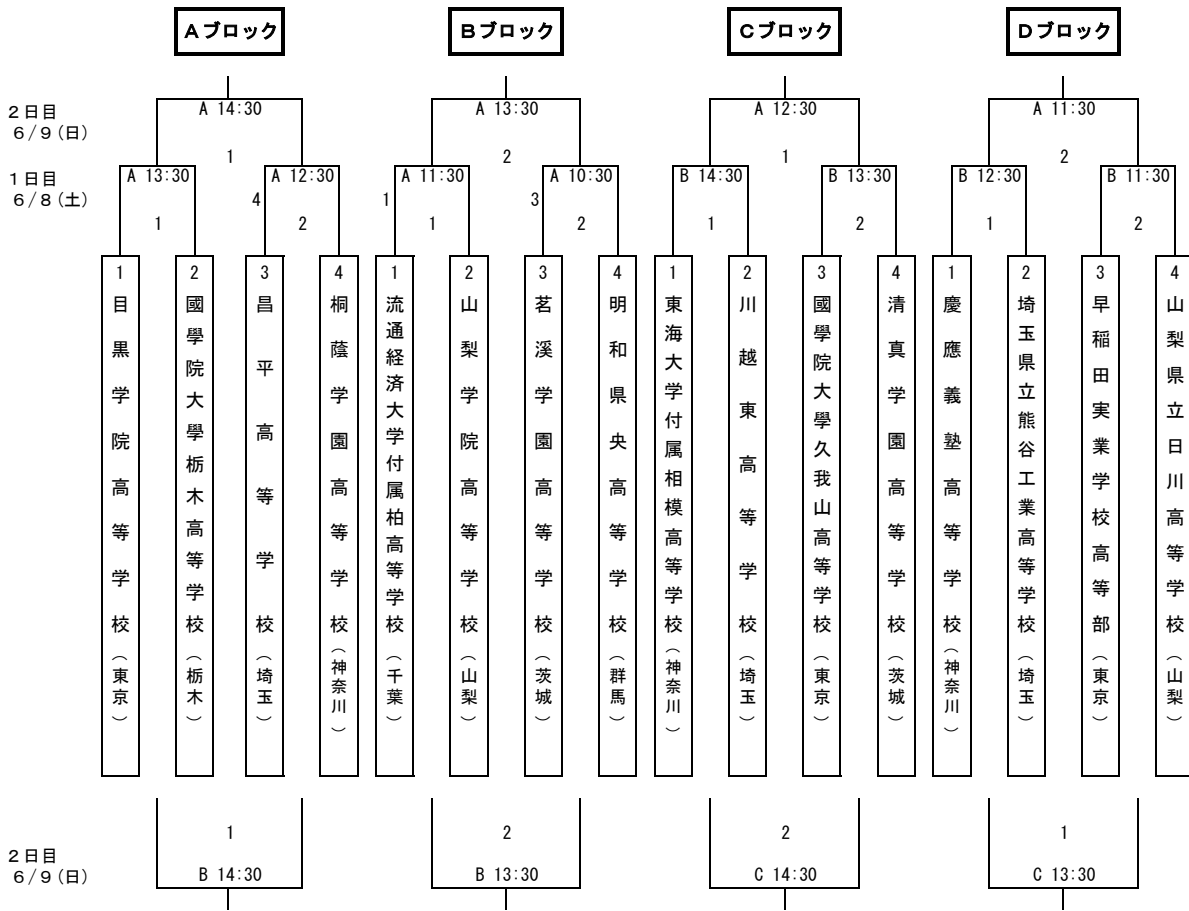 Aブロック
Bブロック
Cブロック
Dブロック
2日目
6/9(日)
A 14:30
A 13:30
A 12:30
A 11:30
1
2
1
2
1日目
6/8(土)
A 13:30
A 12:30
A 11:30
A 10:30
B 14:30
B 13:30
B 12:30
B 11:30
4
1
3
1
2
1
2
1
2
1
2
1 目黒学院高等学校(東京)
2 國學院大學栃木高等学校(栃木)
3 昌平高等学校(埼玉)
4 桐蔭学園高等学校(神奈川)
1 流通経済大学付属柏高等学校(千葉)
2 山梨学院高等学校(山梨)
3 茗溪学園高等学校(茨城)
4 明和県央高等学校(群馬)
1 東海大学付属相模高等学校(神奈川)
2 川越東高等学校(埼玉)
3 國學院大學久我山高等学校(東京)
4 清真学園高等学校(茨城)
1 慶應義塾高等学校(神奈川)
2 埼玉県立熊谷工業高等学校(埼玉)
3 早稲田実業学校高等部(東京)
4 山梨県立日川高等学校(山梨)
1
2
2
1
2日目
6/9(日)
B 14:30
B 13:30
C 14:30
C 13:30